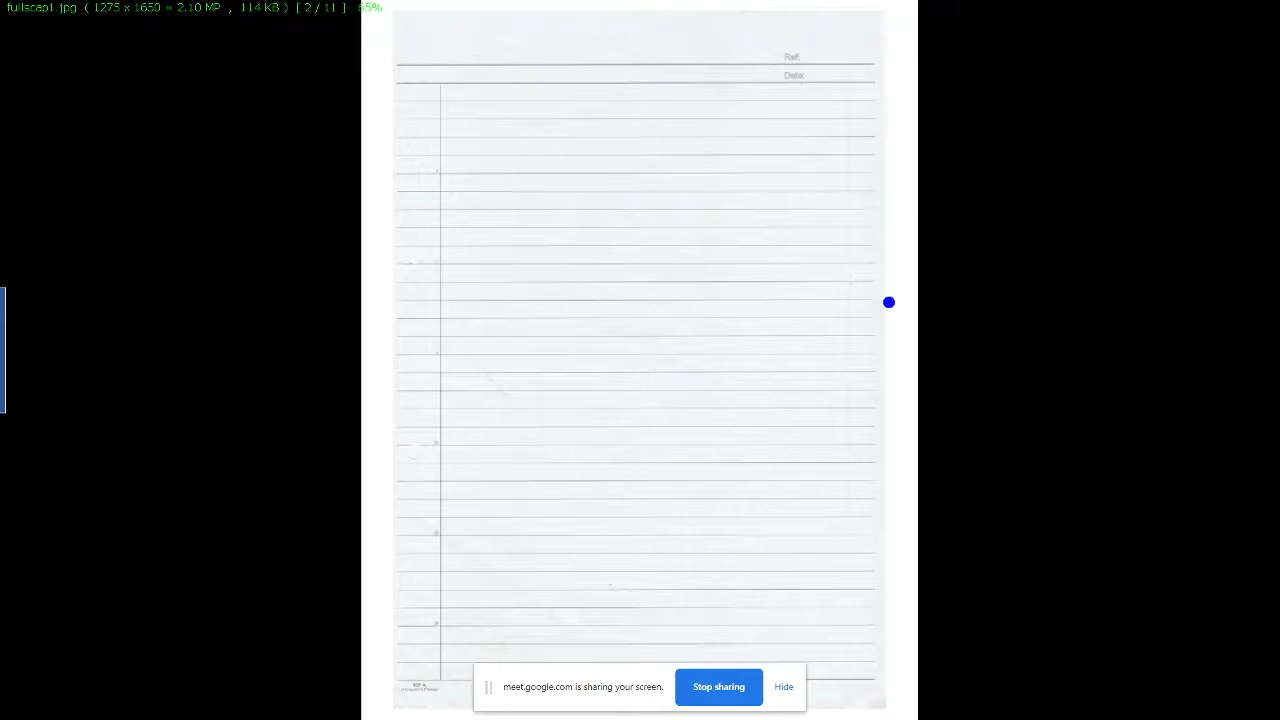 fullscap1.jpg ( 1275 x 1650 = 2.10 MP , 114 KB ) [ 2 / 11 ] 65%
Ref:
Date:
meet.google.com is sharing your screen.
Stop sharing
Hide